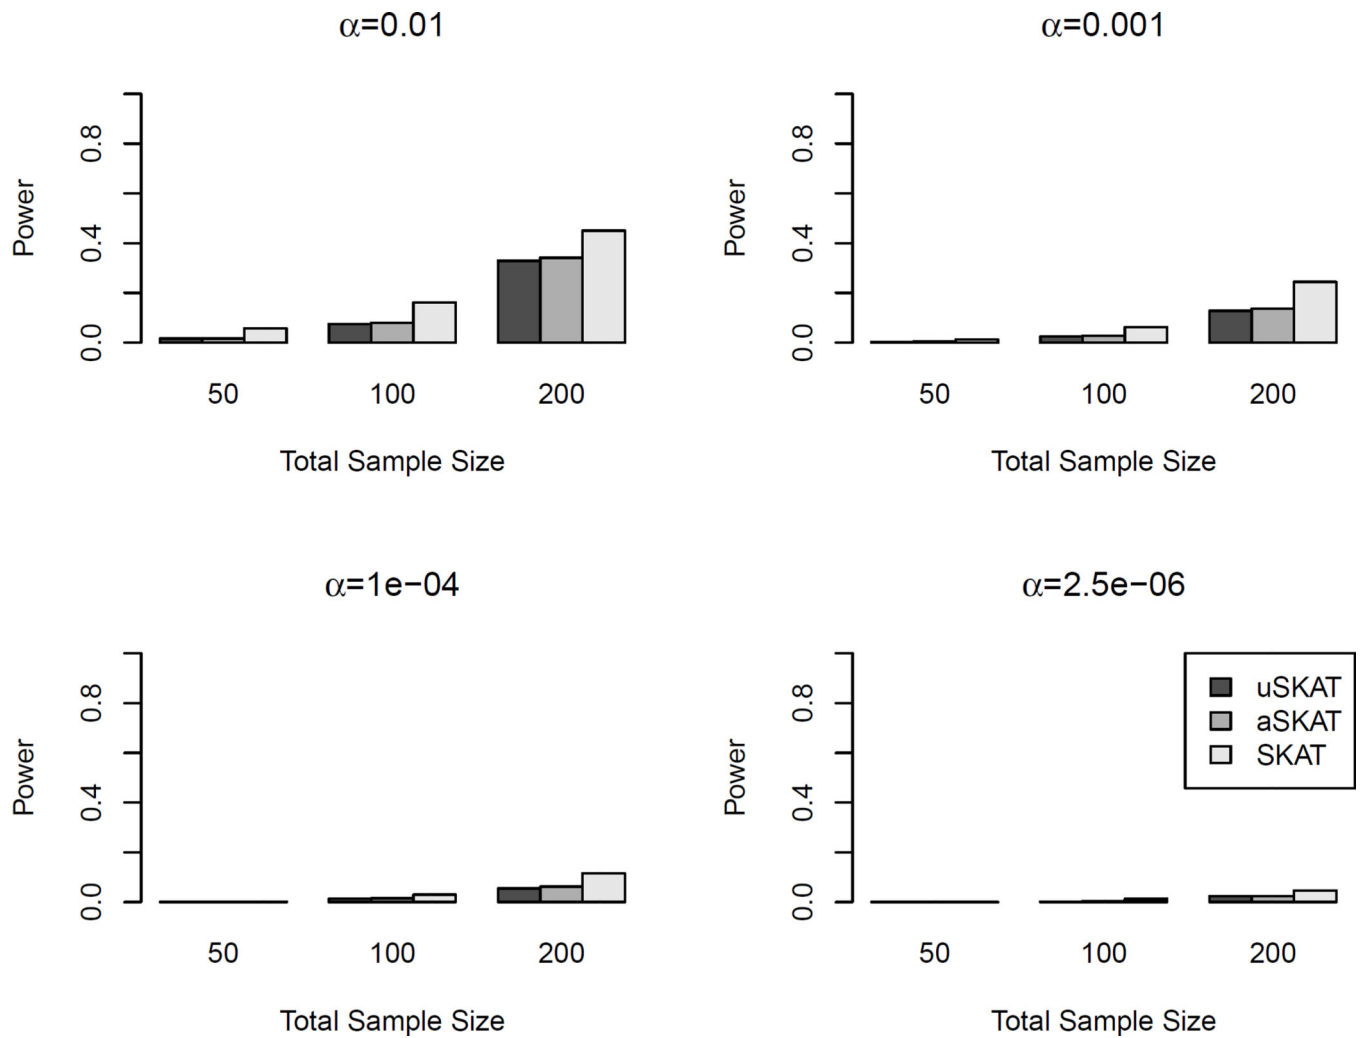 α=0.01
Power
0.0 0.4 0.8
50 100 200
Total Sample Size
α=0.001
Power
0.0 0.4 0.8
50 100 200
Total Sample Size
α=1e−04
Power
0.0 0.4 0.8
50 100 200
Total Sample Size
α=2.5e−06
Power
0.0 0.4 0.8
uSKAT
aSKAT
SKAT
50 100 200
Total Sample Size